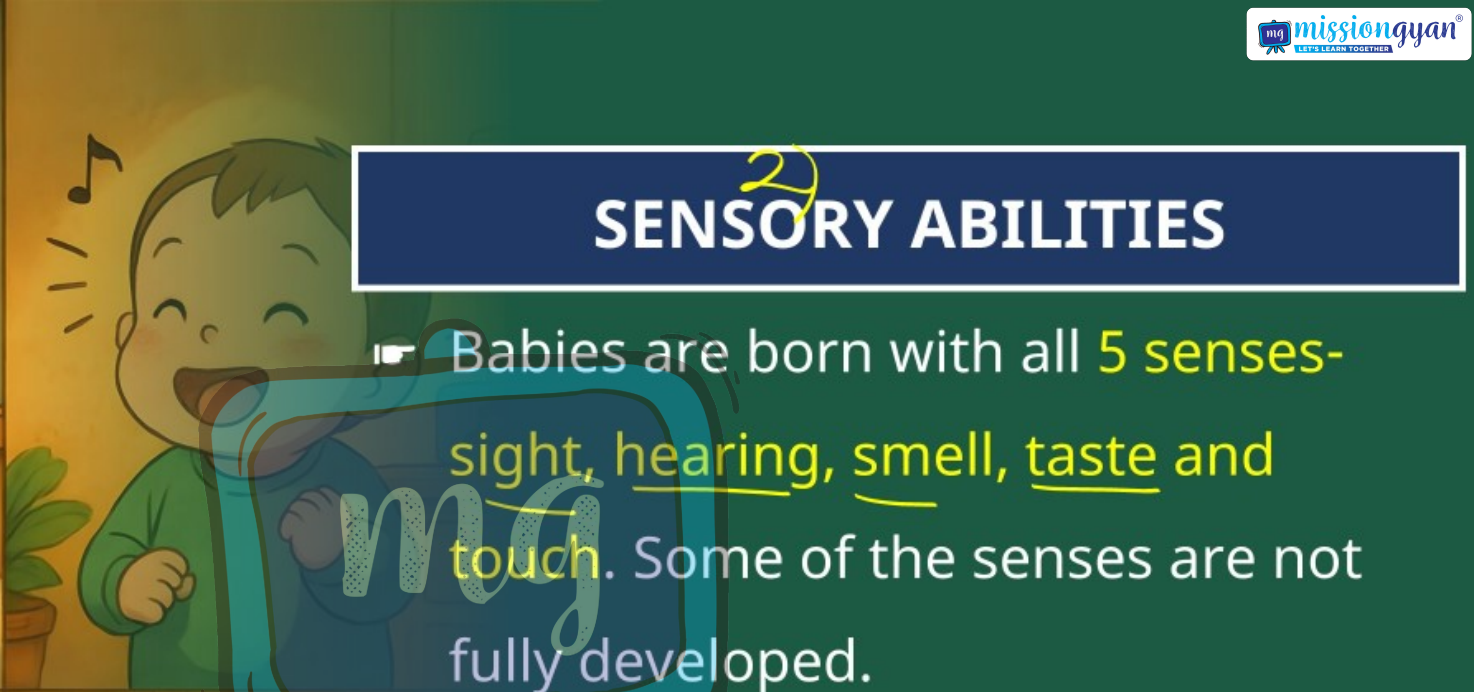 mg missiongyan®
LET'S LEARN TOGETHER
2)
SENSORY ABILITIES
☛ Babies are born with all 5 senses-
sight, hearing, smell, taste and
touch. Some of the senses are not
fully developed.
mg